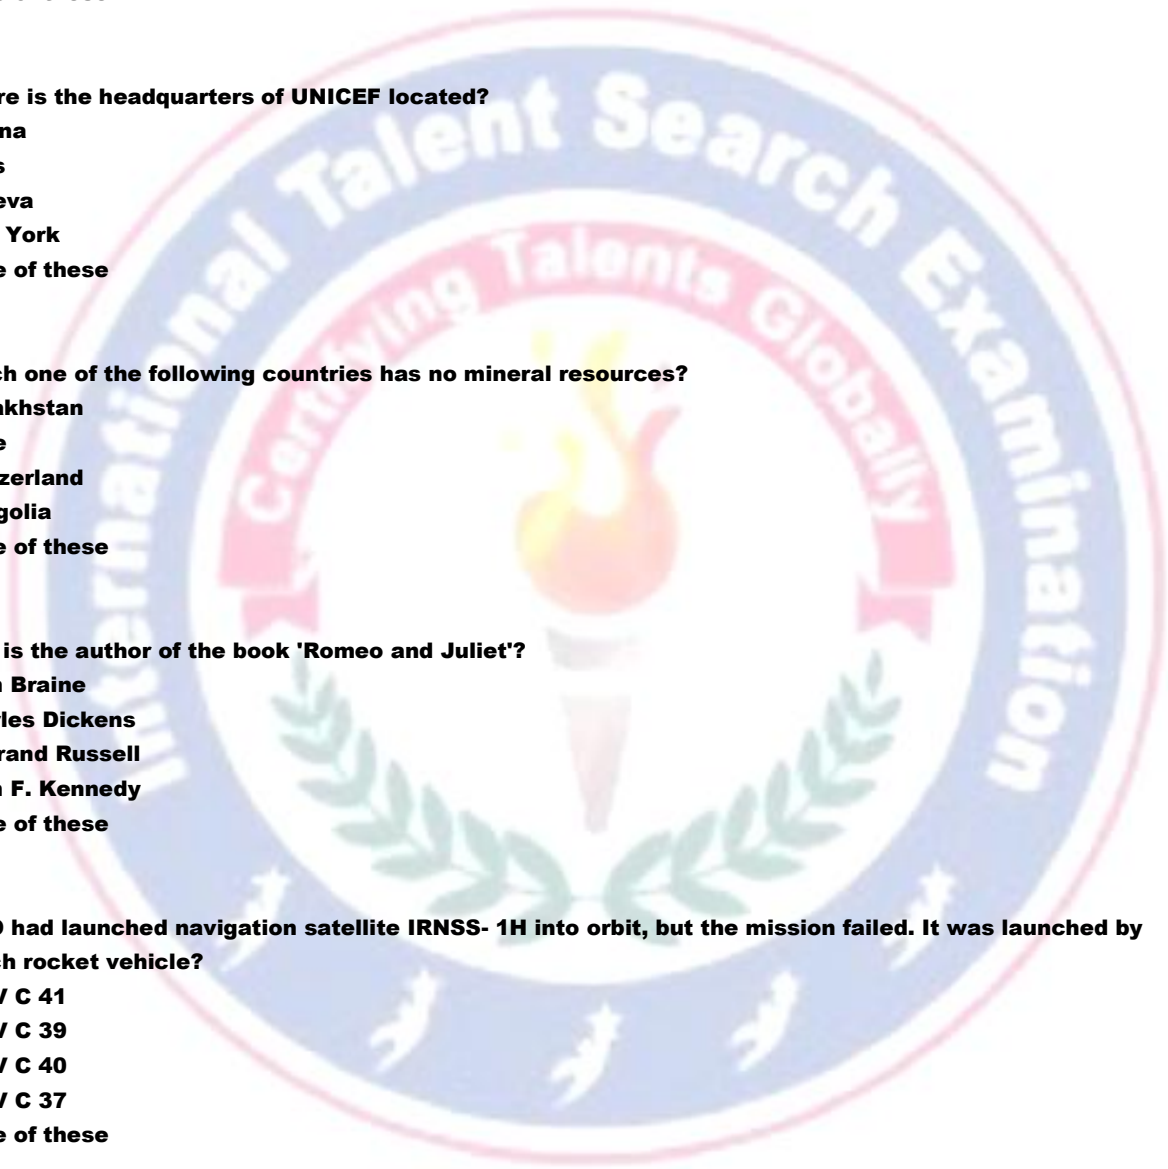 re is the headquarters of UNICEF located?
na
s
eva
York
e of these
ch one of the following countries has no mineral resources?
akhstan
e
zerland
golia
e of these
is the author of the book 'Romeo and Juliet'?
n Braine
les Dickens
rand Russell
n F. Kennedy
e of these
O had launched navigation satellite IRNSS- 1H into orbit, but the mission failed. It was launched by
ch rocket vehicle?
V C 41
V C 39
V C 40
V C 37
e of these
International Talent Search Examination
Certifying Talents Globally